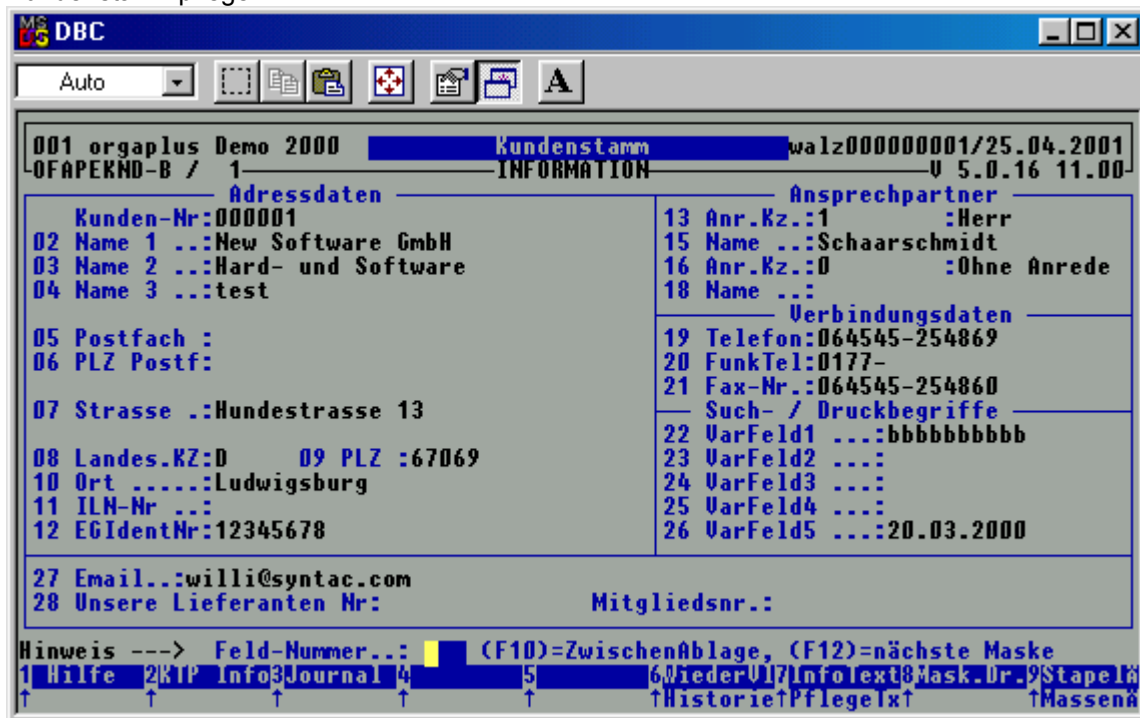 DBC
Auto
A
001 orgaplus Demo 2000 Kundenstamm walz000000001/25.04.2001
OFAPEKND-B / 1 INFORMATION V 5.0.16 11.00
Adressdaten Ansprechpartner
Kunden-Nr:000001 13 Anr.Kz.:1 :Herr
02 Name 1 ..:New Software GmbH 15 Name ..:Schaarschmidt
03 Name 2 ..:Hard- und Software 16 Anr.Kz.:0 :Ohne Anrede
04 Name 3 ..:test 18 Name ..:
Verbindungsdaten
05 Postfach : 19 Telefon:064545-254869
06 PLZ Postf: 20 FunkTel:0177-
21 Fax-Nr.:064545-254860
07 Strasse .:Hundestrasse 13 Such- / Druckbegriffe
22 VarFeld1 ...:bbbbbbbbbb
08 Landes.KZ:D 09 PLZ :67069 23 VarFeld2 ...:
10 Ort .....:Ludwigsburg 24 VarFeld3 ...:
11 ILN-Nr ..: 25 VarFeld4 ...:
12 EGIdentNr:12345678 26 VarFeld5 ...:20.03.2000
27 Email..:willi@syntac.com
28 Unsere Lieferanten Nr: Mitgliedsnr.:
Hinweis ---> Feld-Nummer..: (F10)=ZwischenAblage, (F12)=nächste Maske
1 Hilfe 2KTP Info3Journal 4 5 6WiederVl7InfoText8Mask.Dr.9StapelÄ
↑ ↑ ↑ ↑ ↑ ↑Historie↑PflegeTx↑ ↑MassenÄ